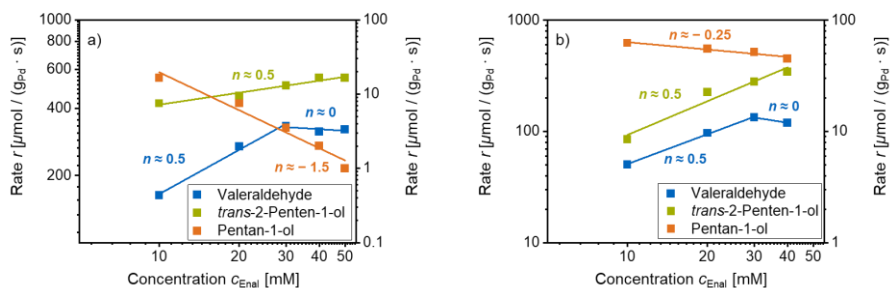 a)
1000
600
400
200
100
10
1
0.1
Rate r [µmol / (gPd · s)]
Rate r [µmol / (gPd · s)]
n ≈ 0.5
n ≈ 0
n ≈ 0.5
n ≈ − 1.5
Valeraldehyde
trans-2-Penten-1-ol
Pentan-1-ol
10 20 30 40 50
Concentration cEnal [mM]
b)
1000
100
10
100
10
1
Rate r [µmol / (gPd · s)]
Rate r [µmol / (gPd · s)]
n ≈ − 0.25
n ≈ 0.5
n ≈ 0
n ≈ 0.5
Valeraldehyde
trans-2-Penten-1-ol
Pentan-1-ol
10 20 30 40 50
Concentration cEnal [mM]